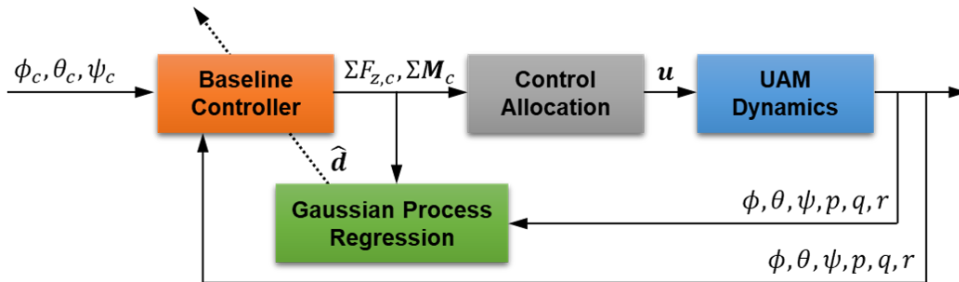 ϕ_c, θ_c, ψ_c
Baseline
Controller
ΣF_{z,c}, ΣM_c
Control
Allocation
u
UAM
Dynamics
d̂
Gaussian Process
Regression
ϕ, θ, ψ, p, q, r
ϕ, θ, ψ, p, q, r